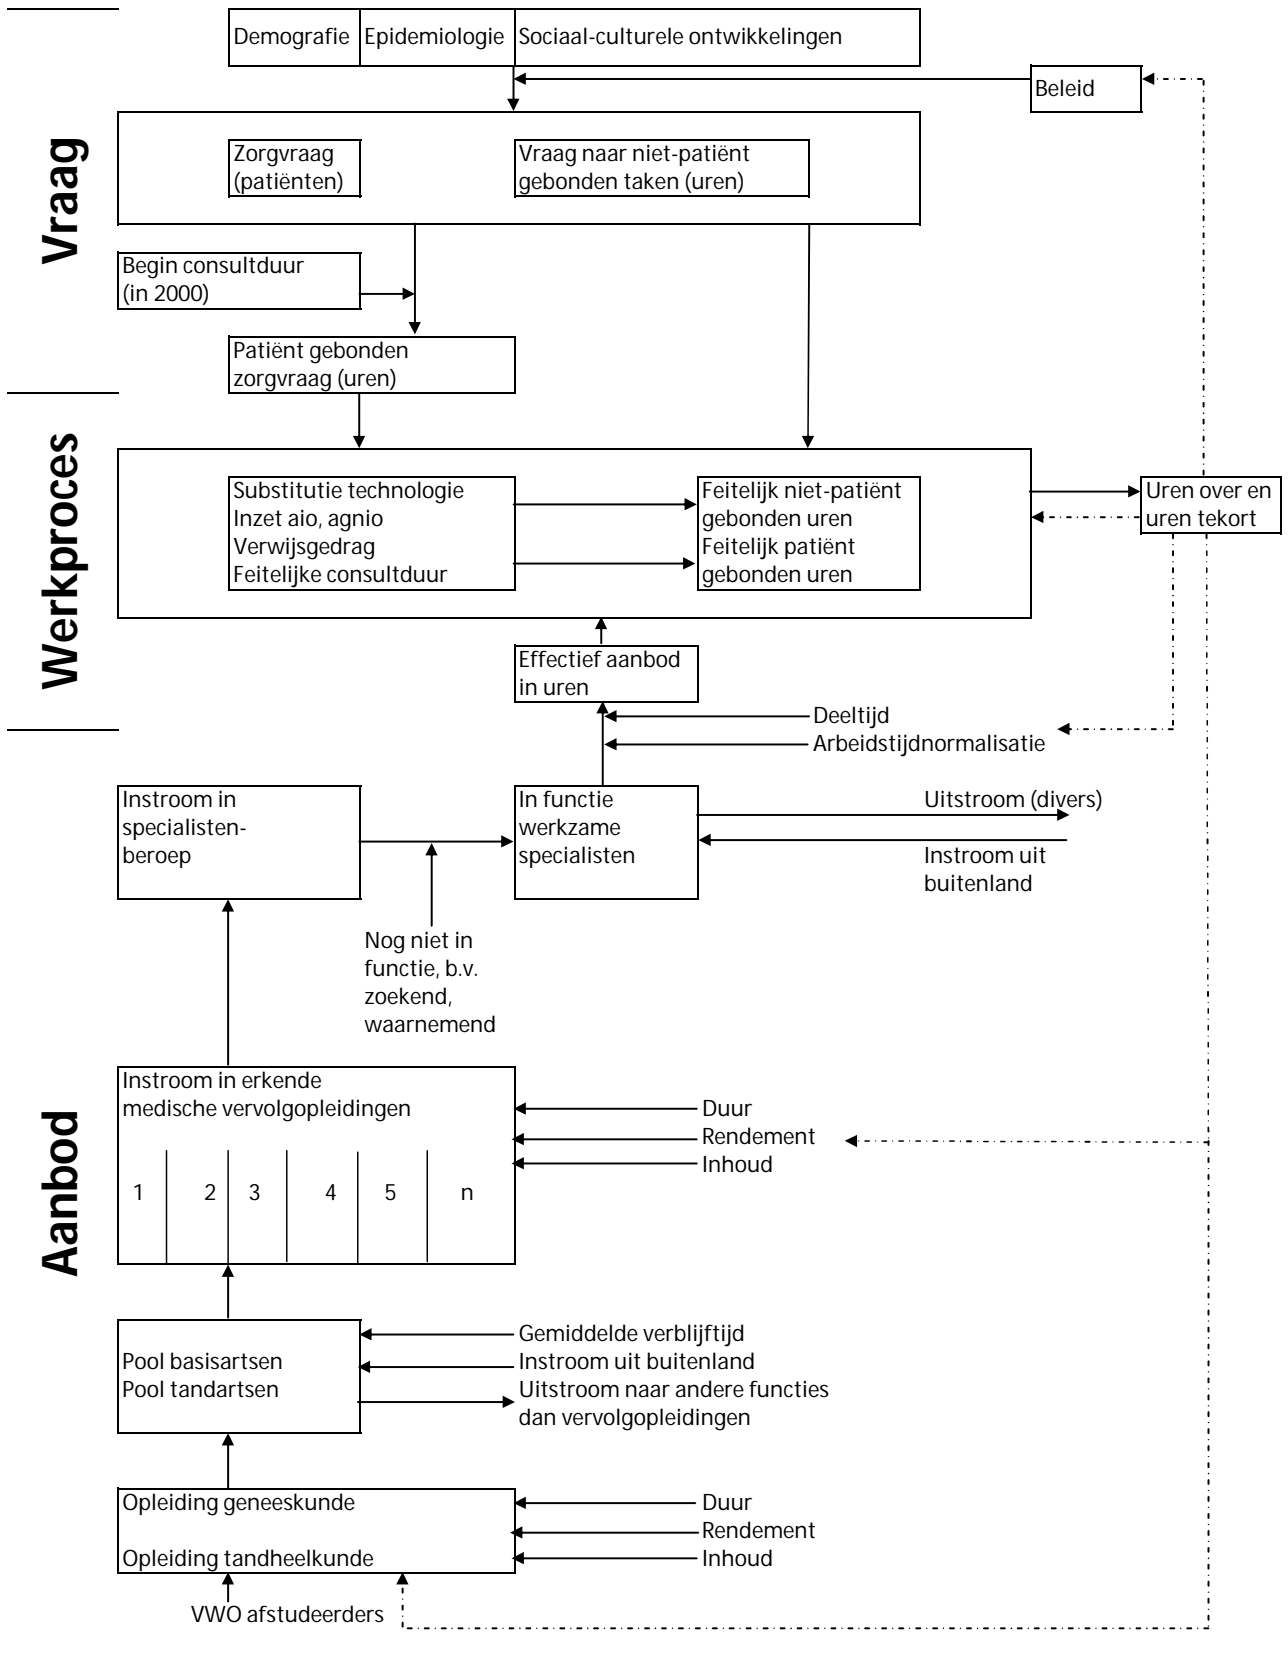 Demografie
Epidemiologie
Sociaal-culturele ontwikkelingen
Beleid
Vraag
Zorgvraag
(patiënten)
Vraag naar niet-patiënt
gebonden taken (uren)
Begin consultduur
(in 2000)
Patiënt gebonden
zorgvraag (uren)
Werkproces
Substitutie technologie
Inzet aio, agnio
Verwijsgedrag
Feitelijke consultduur
Feitelijk niet-patiënt
gebonden uren
Feitelijk patiënt
gebonden uren
Uren over en
uren tekort
Effectief aanbod
in uren
Deeltijd
Arbeidstijdnormalisatie
Aanbod
Instroom in
specialisten-
beroep
In functie
werkzame
specialisten
Uitstroom (divers)
Instroom uit
buitenland
Nog niet in
functie, b.v.
zoekend,
waarnemend
Instroom in erkende
medische vervolgopleidingen
1 2 3 4 5 n
Duur
Rendement
Inhoud
Pool basisartsen
Pool tandartsen
Gemiddelde verblijftijd
Instroom uit buitenland
Uitstroom naar andere functies
dan vervolgopleidingen
Opleiding geneeskunde
Opleiding tandheelkunde
Duur
Rendement
Inhoud
VWO afstudeerders